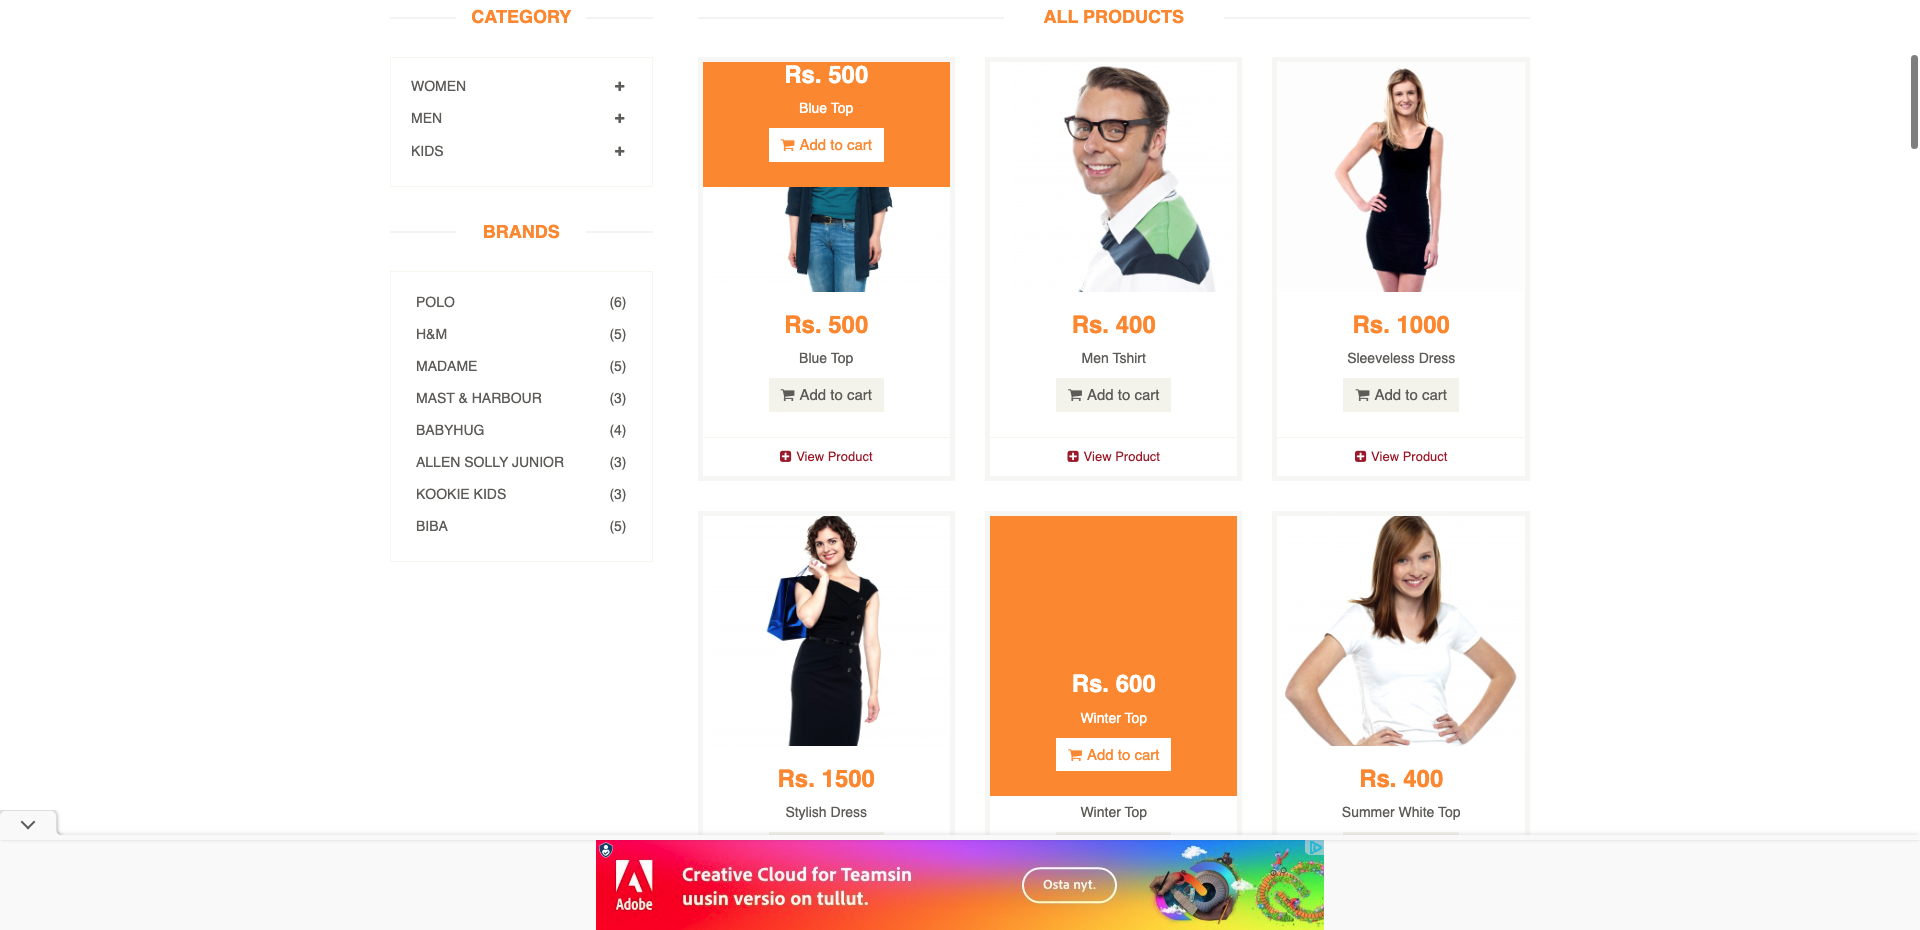 CATEGORY
WOMEN
MEN
KIDS
BRANDS
POLO (6)
H&M (5)
MADAME (5)
MAST & HARBOUR (3)
BABYHUG (4)
ALLEN SOLLY JUNIOR (3)
KOOKIE KIDS (3)
BIBA (5)
ALL PRODUCTS
Rs. 500
Blue Top
Add to cart
Rs. 500
Blue Top
Add to cart
View Product
Rs. 400
Men Tshirt
Add to cart
View Product
Rs. 1000
Sleeveless Dress
Add to cart
View Product
Rs. 1500
Stylish Dress
Rs. 600
Winter Top
Add to cart
Winter Top
Rs. 400
Summer White Top
Adobe
Creative Cloud for Teamsin
uusin versio on tullut.
Osta nyt.